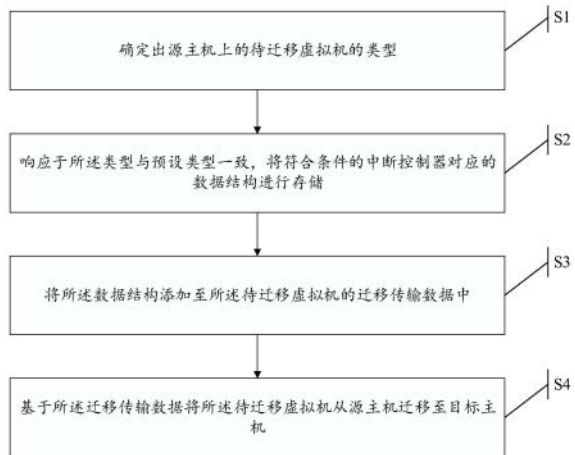 S1
确定出源主机上的待迁移虚拟机的类型
S2
响应于所述类型与预设类型一致，将符合条件的中断控制器对应的
数据结构进行存储
S3
将所述数据结构添加至所述待迁移虚拟机的迁移传输数据中
S4
基于所述迁移传输数据将所述待迁移虚拟机从源主机迁移至目标主
机